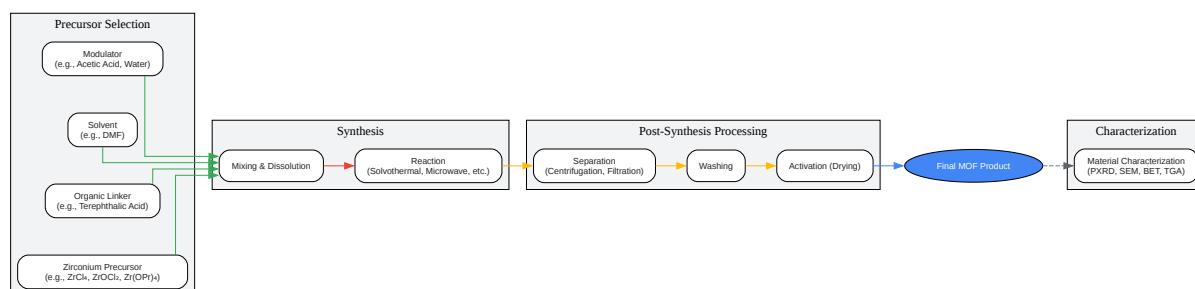 Precursor Selection
Modulator
(e.g., Acetic Acid, Water)
Solvent
(e.g., DMF)
Organic Linker
(e.g., Terephthalic Acid)
Zirconium Precursor
(e.g., ZrCl₄, ZrOCl₂, Zr(OPr)₄)
Synthesis
Mixing & Dissolution
Reaction
(Solvothermal, Microwave, etc.)
Post-Synthesis Processing
Separation
(Centrifugation, Filtration)
Washing
Activation (Drying)
Final MOF Product
Characterization
Material Characterization
(PXRD, SEM, BET, TGA)